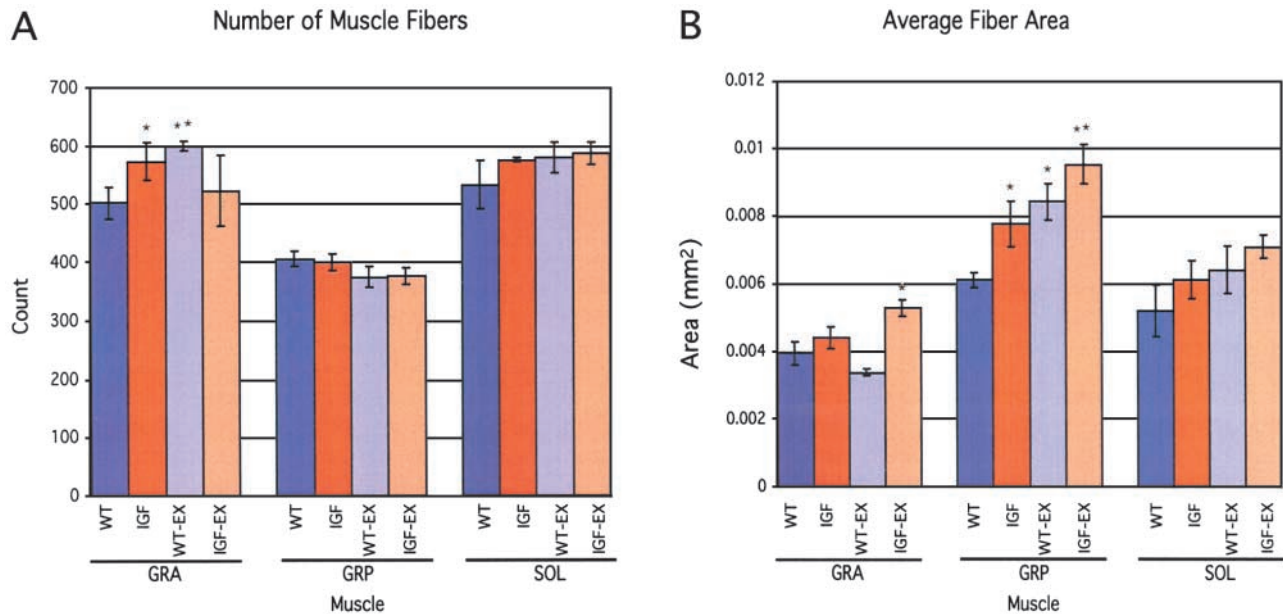 A
Number of Muscle Fibers
Count
700
600
500
400
300
200
100
0
*
**
WT
IGF
WT-EX
IGF-EX
WT
IGF
WT-EX
IGF-EX
WT
IGF
WT-EX
IGF-EX
GRA
GRP
SOL
Muscle
B
Average Fiber Area
Area (mm2)
0.012
0.01
0.008
0.006
0.004
0.002
0
*
*
*
**
WT
IGF
WT-EX
IGF-EX
WT
IGF
WT-EX
IGF-EX
WT
IGF
WT-EX
IGF-EX
GRA
GRP
SOL
Muscle